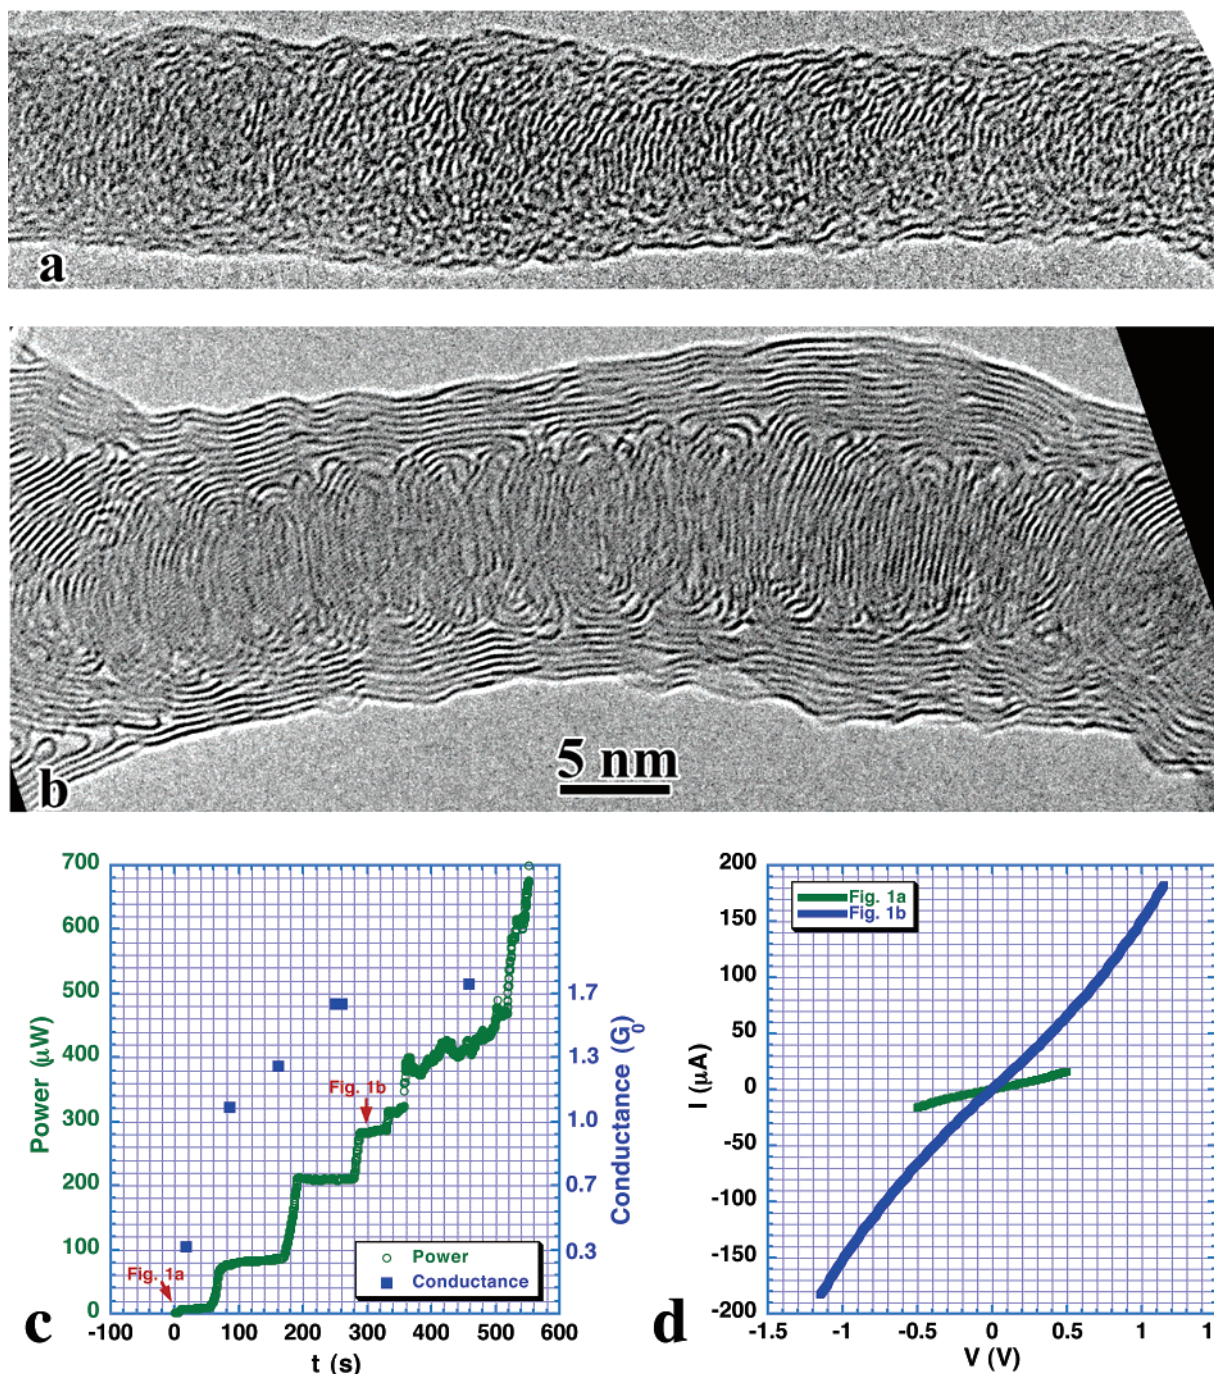 a
b
5 nm
700
600
500
400
300
200
100
0
Power (μW)
-100 0 100 200 300 400 500 600
t (s)
1.7
1.3
1.0
0.7
0.3
Conductance (G0)
Fig. 1a
Fig. 1b
Power
Conductance
c
200
150
100
50
0
-50
-100
-150
-200
I (μA)
Fig. 1a
Fig. 1b
-1.5 -1 -0.5 0 0.5 1 1
V (V)
d